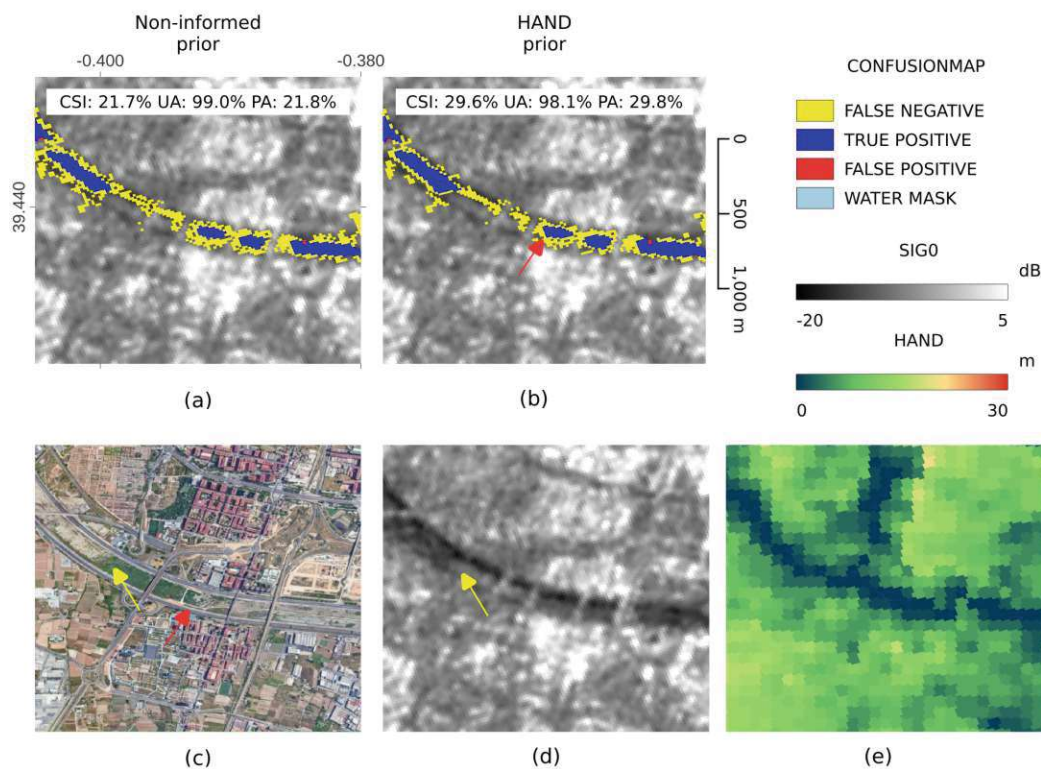 Non-informed
prior
HAND
prior
-0.400
-0.380
39.440
CSI: 21.7% UA: 99.0% PA: 21.8%
CSI: 29.6% UA: 98.1% PA: 29.8%
0
500
1,000 m
CONFUSIONMAP
FALSE NEGATIVE
TRUE POSITIVE
FALSE POSITIVE
WATER MASK
SIG0
dB
-20
5
HAND
m
0
30
(a)
(b)
(c)
(d)
(e)